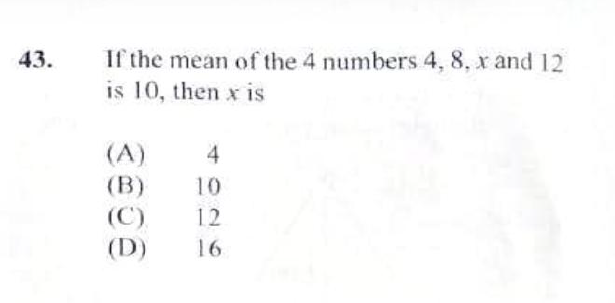 43. If the mean of the 4 numbers 4, 8, x and 12
is 10, then x is
(A) 4
(B) 10
(C) 12
(D) 16